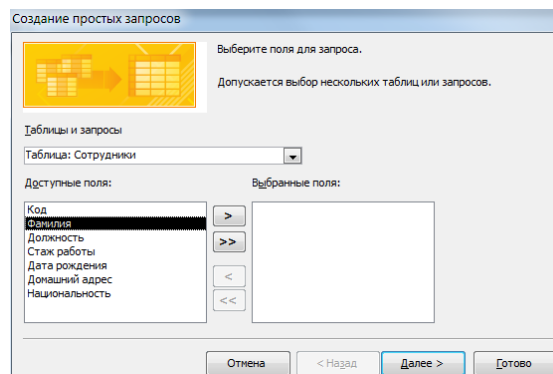 Создание простых запросов
Выберите поля для запроса.
Допускается выбор нескольких таблиц или запросов.
Таблицы и запросы
Таблица: Сотрудники
Доступные поля:
Выбранные поля:
Код
Фамилия
Должность
Стаж работы
Дата рождения
Домашний адрес
Национальность
>
>>
<
<<
Отмена
< Назад
Далее >
Готово